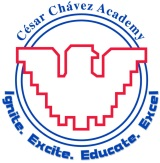 César Chávez Academy
Ignite. Excite. Educate. Excel